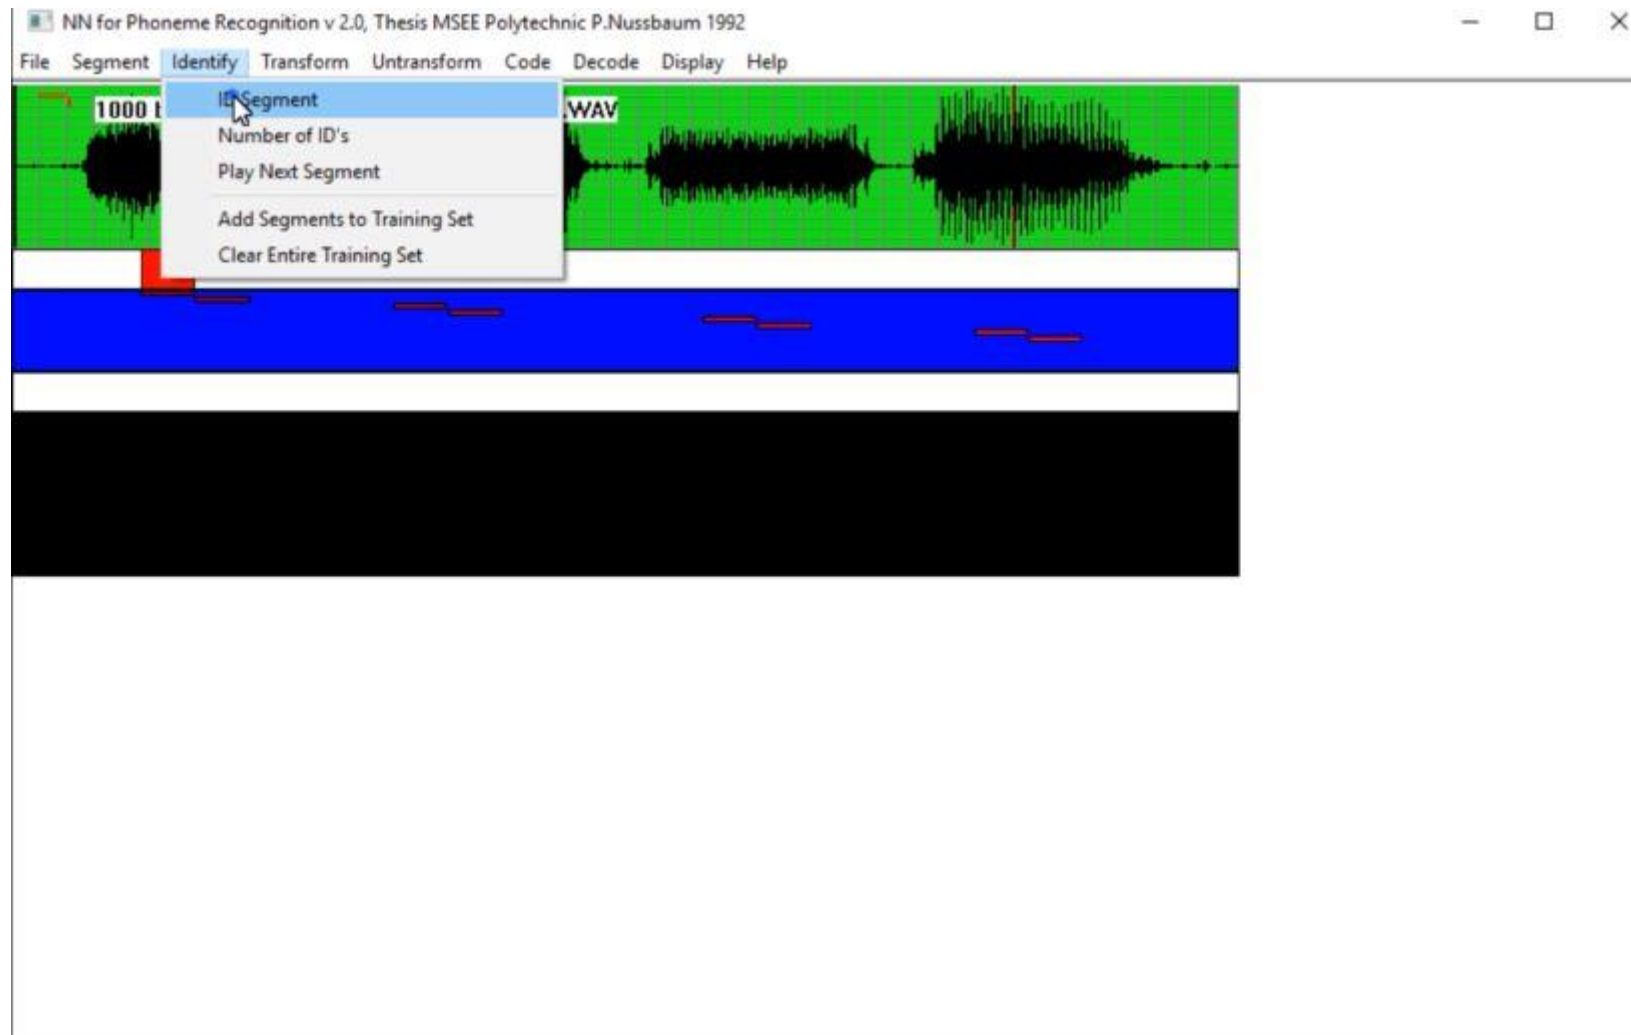 NN for Phoneme Recognition v 2.0, Thesis MSEE Polytechnic P.Nussbaum 1992
File Segment Identify Transform Untransform Code Decode Display Help
ID Segment
1000 .WAV
Number of ID's
Play Next Segment
Add Segments to Training Set
Clear Entire Training Set